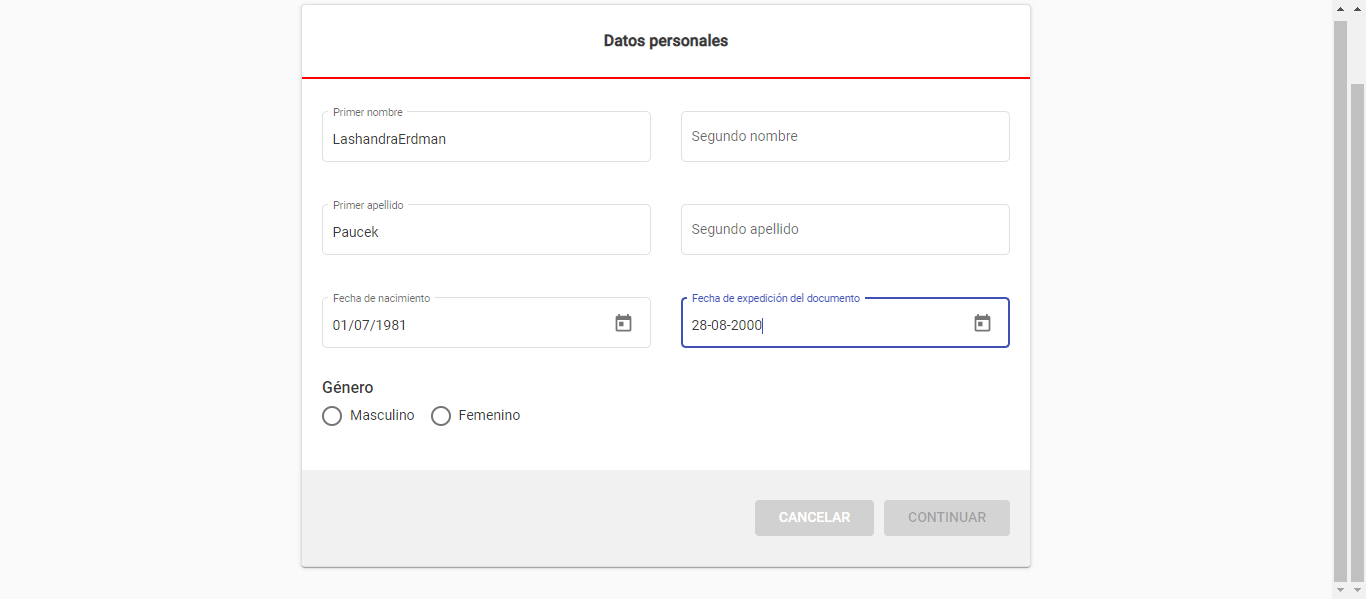 Datos personales
Primer nombre
LashandraErdman
Segundo nombre
Primer apellido
Paucek
Segundo apellido
Fecha de nacimiento
01/07/1981
Fecha de expedición del documento
28-08-2000
Género
Masculino Femenino
CANCELAR CONTINUAR